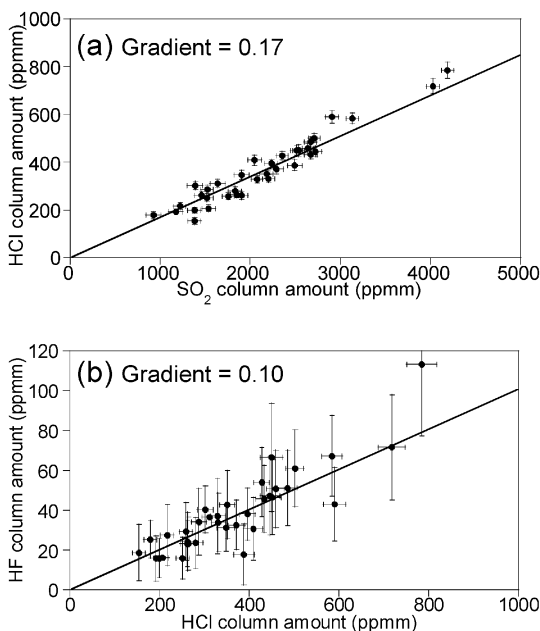 1000
(a) Gradient = 0.17
800
600
400
200
0
0 1000 2000 3000 4000 5000
HCl column amount (ppmm)
SO2 column amount (ppmm)
120
(b) Gradient = 0.10
100
80
60
40
20
0
0 200 400 600 800 1000
HF column amount (ppmm)
HCl column amount (ppmm)